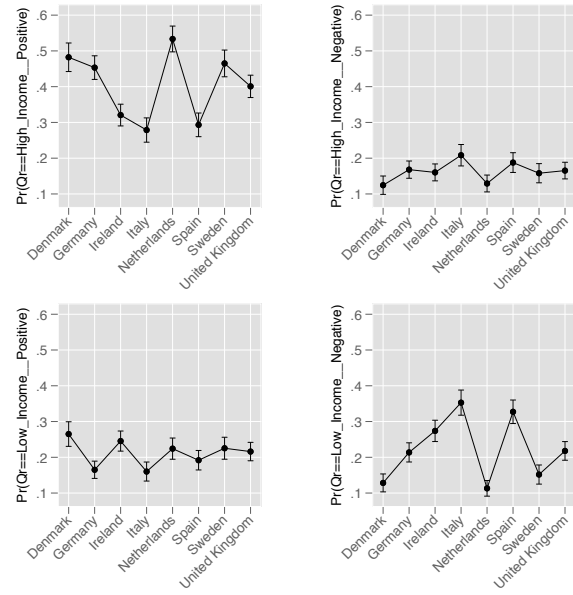 Pr(Qr==High_Income__Positive)
.6
.5
.4
.3
.2
.1
Denmark
Germany
Ireland
Italy
Netherlands
Spain
Sweden
United Kingdom
Pr(Qr==High_Income__Negative)
.6
.5
.4
.3
.2
.1
Denmark
Germany
Ireland
Italy
Netherlands
Spain
Sweden
United Kingdom
Pr(Qr==Low_Income__Positive)
.6
.5
.4
.3
.2
.1
Denmark
Germany
Ireland
Italy
Netherlands
Spain
Sweden
United Kingdom
Pr(Qr==Low_Income__Negative)
.6
.5
.4
.3
.2
.1
Denmark
Germany
Ireland
Italy
Netherlands
Spain
Sweden
United Kingdom